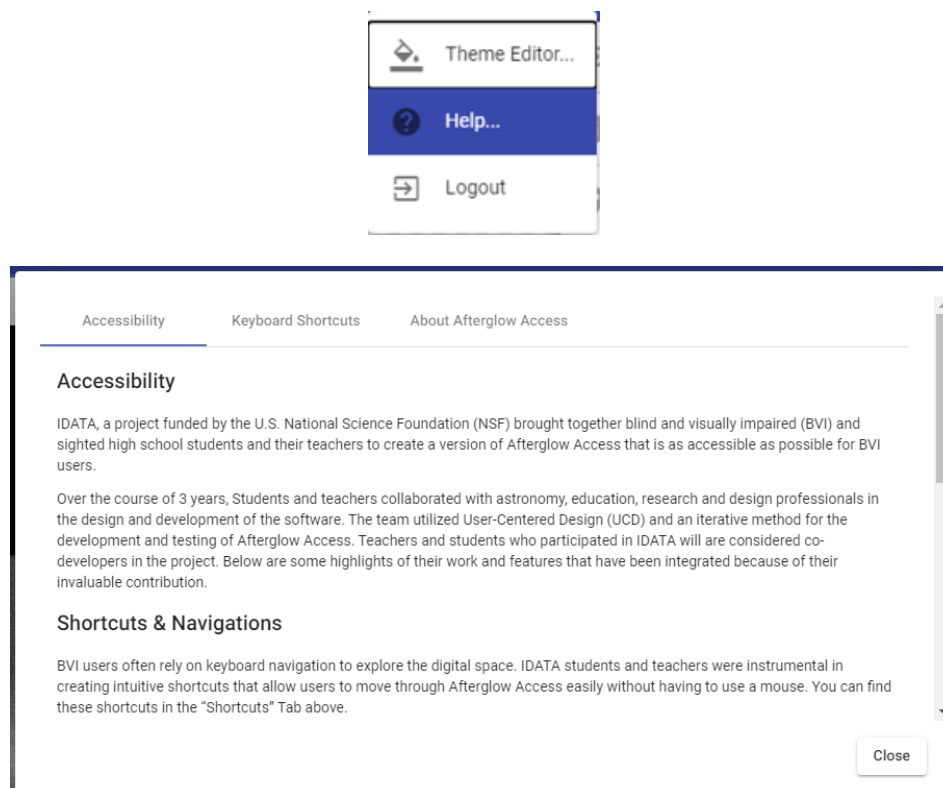 Theme Editor...
Help...
Logout
Accessibility Keyboard Shortcuts About Afterglow Access
Accessibility
IDATA, a project funded by the U.S. National Science Foundation (NSF) brought together blind and visually impaired (BVI) and
sighted high school students and their teachers to create a version of Afterglow Access that is as accessible as possible for BVI
users.
Over the course of 3 years, Students and teachers collaborated with astronomy, education, research and design professionals in
the design and development of the software. The team utilized User-Centered Design (UCD) and an iterative method for the
development and testing of Afterglow Access. Teachers and students who participated in IDATA will are considered co-
developers in the project. Below are some highlights of their work and features that have been integrated because of their
invaluable contribution.
Shortcuts & Navigations
BVI users often rely on keyboard navigation to explore the digital space. IDATA students and teachers were instrumental in
creating intuitive shortcuts that allow users to move through Afterglow Access easily without having to use a mouse. You can find
these shortcuts in the “Shortcuts” Tab above.
Close